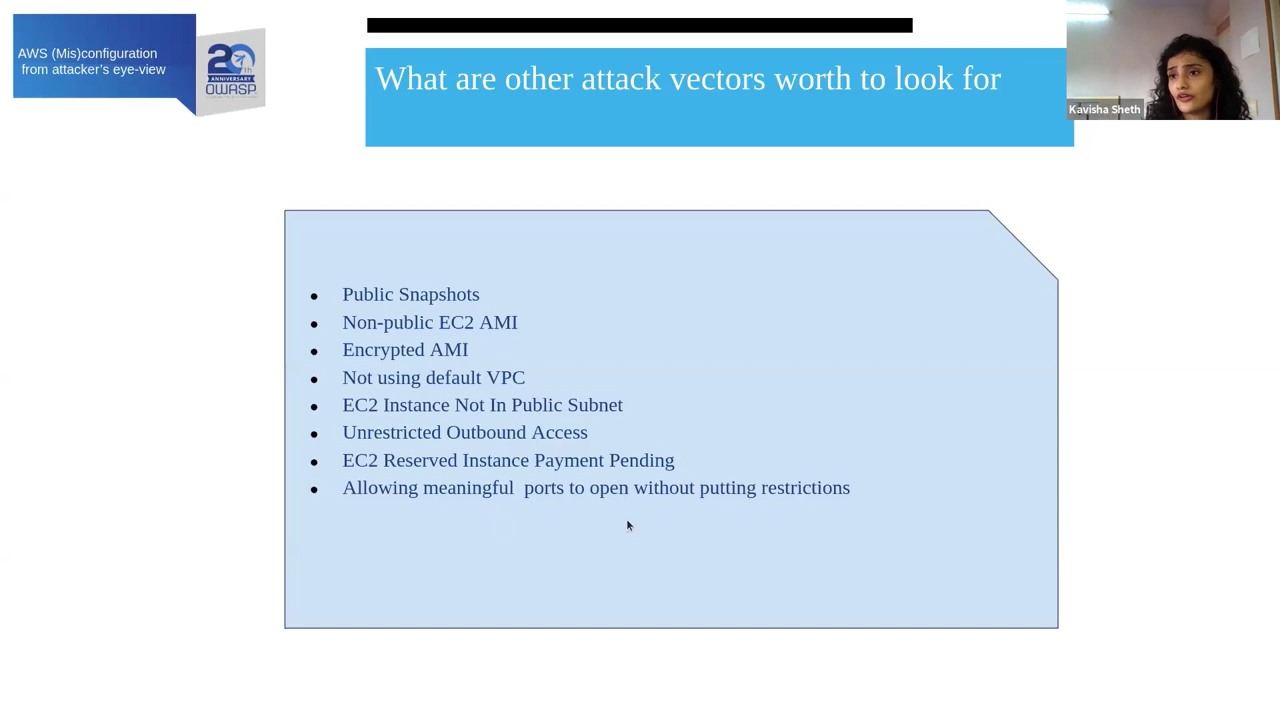 AWS (Mis)configuration
from attacker's eye-view
20th
ANNIVERSARY
OWASP
What are other attack vectors worth to look for
Kavisha Sheth
Public Snapshots
Non-public EC2 AMI
Encrypted AMI
Not using default VPC
EC2 Instance Not In Public Subnet
Unrestricted Outbound Access
EC2 Reserved Instance Payment Pending
Allowing meaningful ports to open without putting restrictions